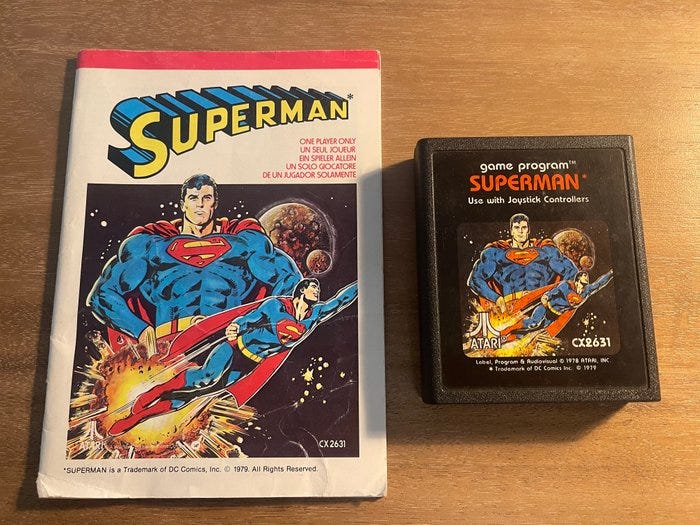 SUPERMAN*
ONE PLAYER ONLY
UN SEUL JOUEUR
EIN SPIELER ALLEIN
UN SOLO GIOCATORE
DE UN JUGADOR SOLAMENTE
ATARI
CX2631
*SUPERMAN is a Trademark of DC Comics, Inc. © 1979. All Rights Reserved.
game program™
SUPERMAN*
Use with Joystick Controllers
ATARI®
CX2631
Label, Program & Audiovisual © 1978 ATARI, INC.
* Trademark of DC Comics Inc. © 1979